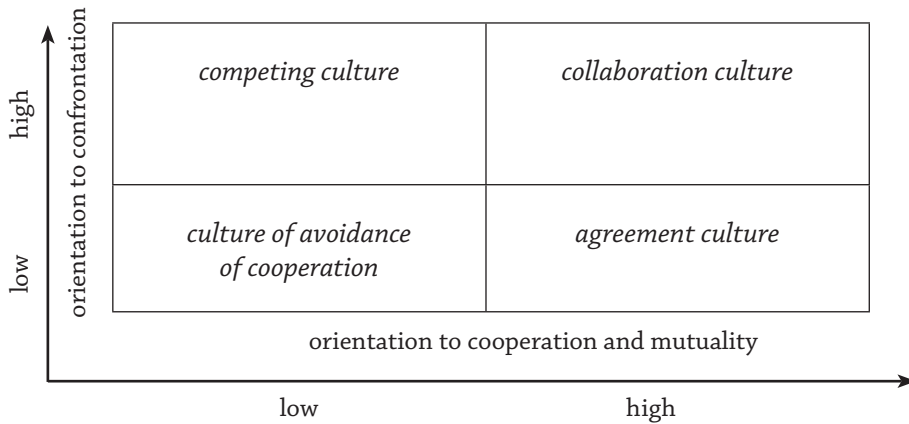 orientation to confrontation
high
low
competing culture
collaboration culture
culture of avoidance
of cooperation
agreement culture
orientation to cooperation and mutuality
low
high